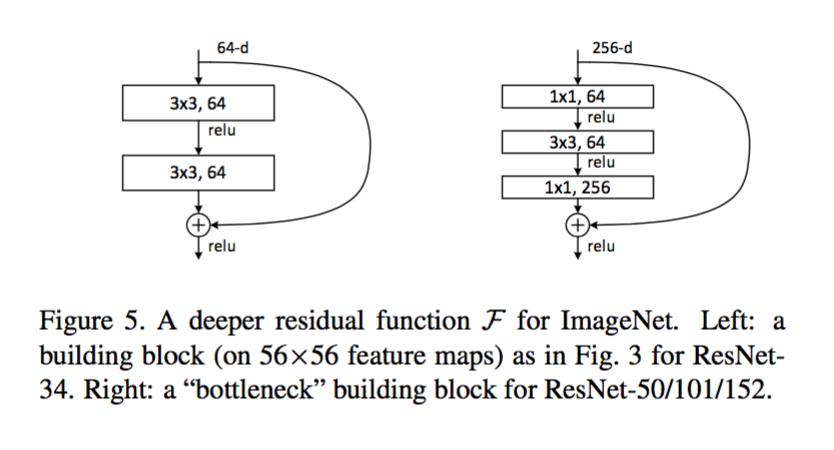 64-d
3x3, 64
relu
3x3, 64
+
relu
256-d
1x1, 64
relu
3x3, 64
relu
1x1, 256
+
relu
Figure 5. A deeper residual function ℱ for ImageNet. Left: a
building block (on 56×56 feature maps) as in Fig. 3 for ResNet-
34. Right: a “bottleneck” building block for ResNet-50/101/152.